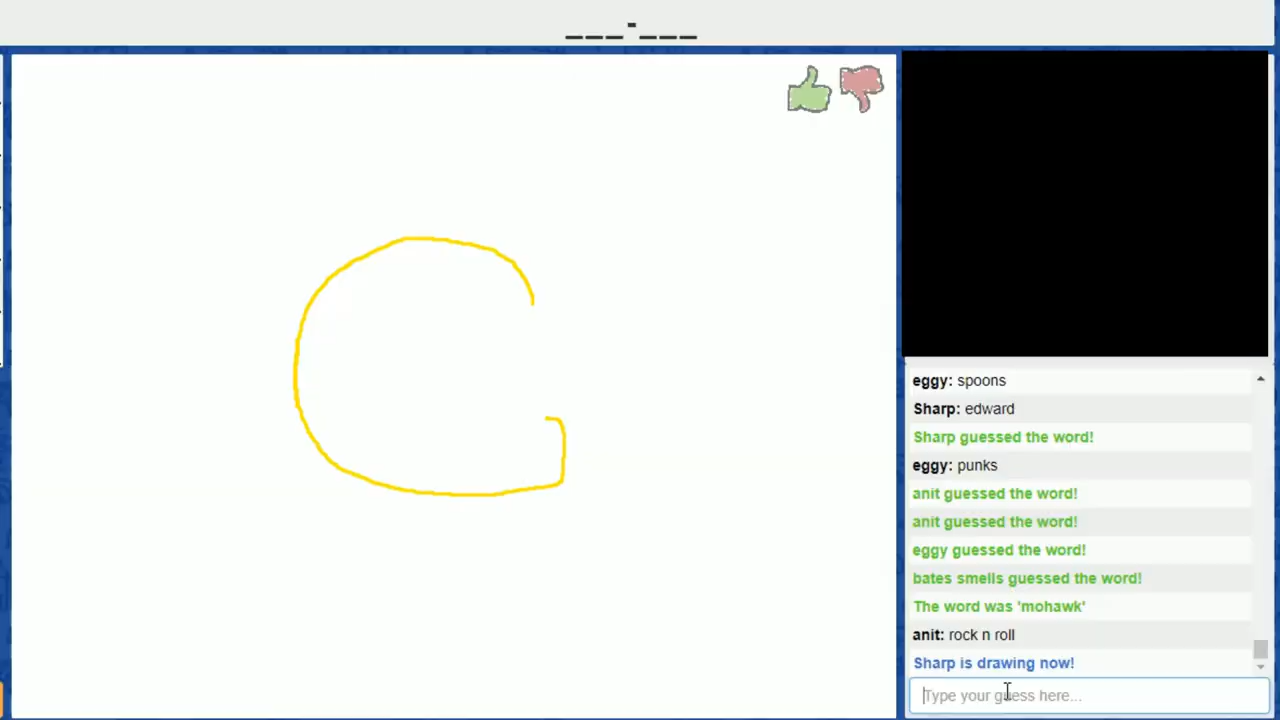 ___-___
eggy: spoons
Sharp: edward
Sharp guessed the word!
eggy: punks
anit guessed the word!
anit guessed the word!
eggy guessed the word!
bates smells guessed the word!
The word was 'mohawk'
anit: rock n roll
Sharp is drawing now!
Type your guess here...